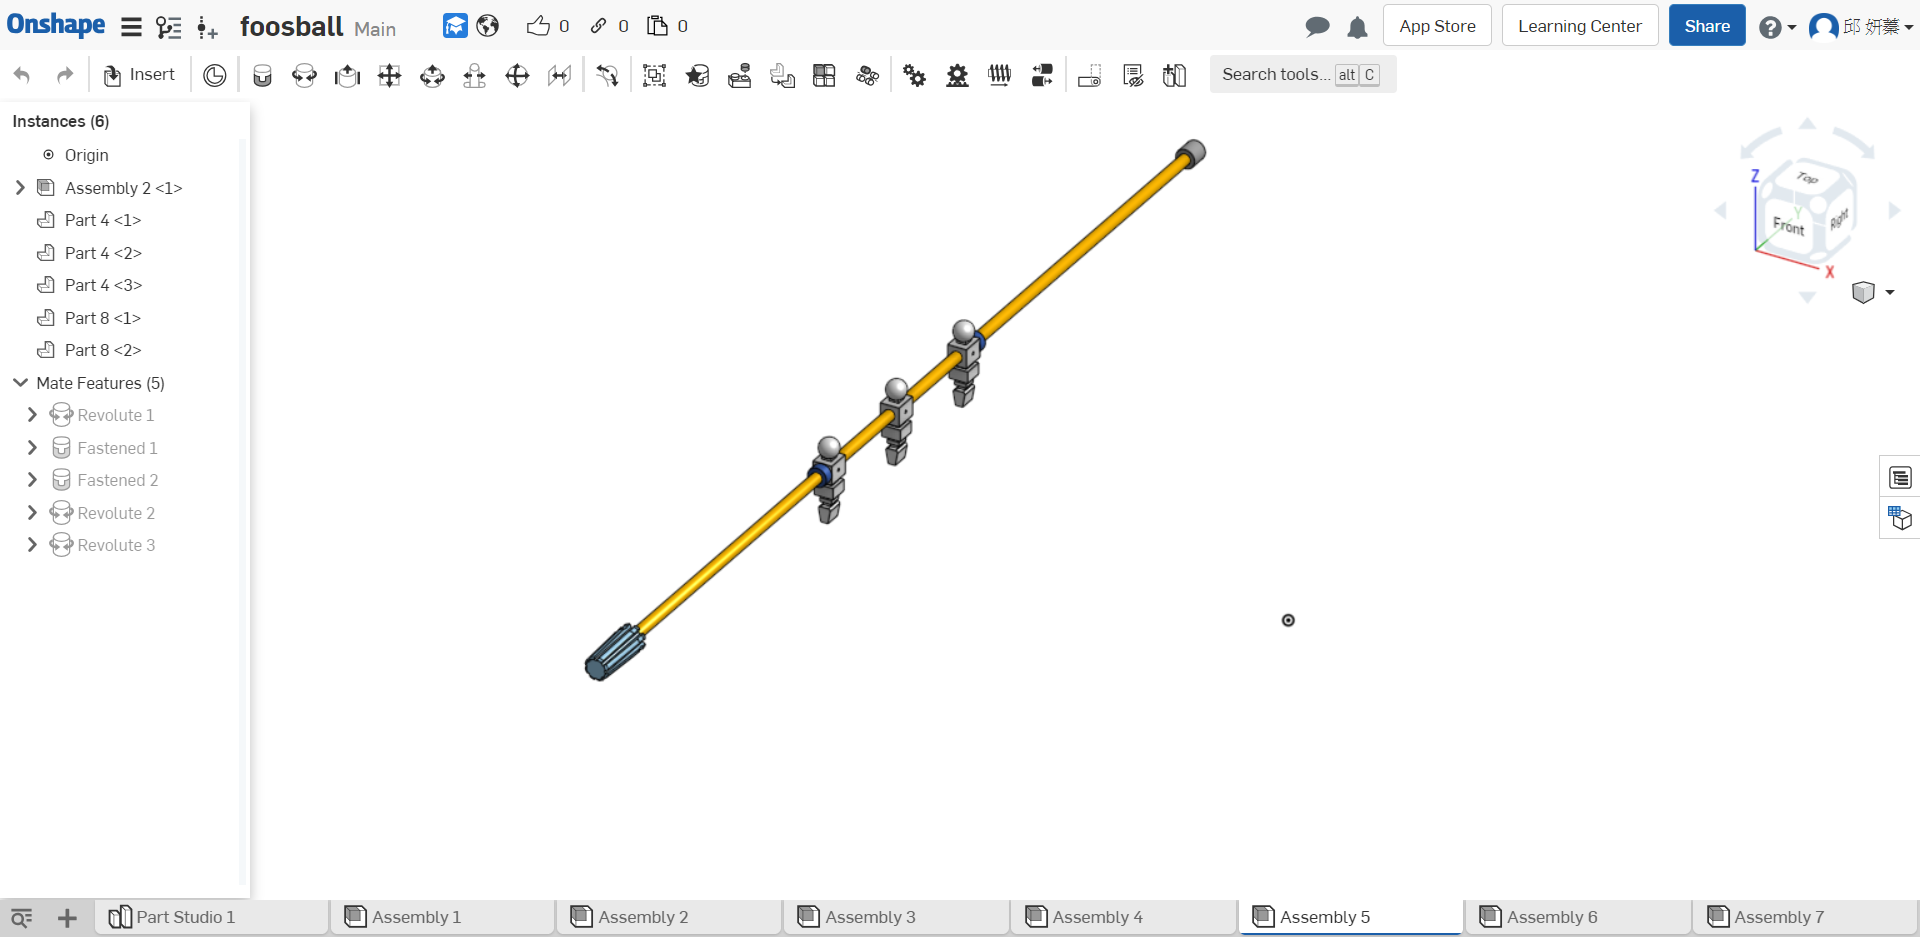 Onshape foosball Main 0 0 0 App Store Learning Center Share ? 邱 妍蓁
Insert Search tools... alt C
Instances (6)
Origin
Assembly 2 <1>
Part 4 <1>
Part 4 <2>
Part 4 <3>
Part 8 <1>
Part 8 <2>
Mate Features (5)
Revolute 1
Fastened 1
Fastened 2
Revolute 2
Revolute 3
Z
Top
Y
Front
Right
X
Part Studio 1 Assembly 1 Assembly 2 Assembly 3 Assembly 4 Assembly 5 Assembly 6 Assembly 7